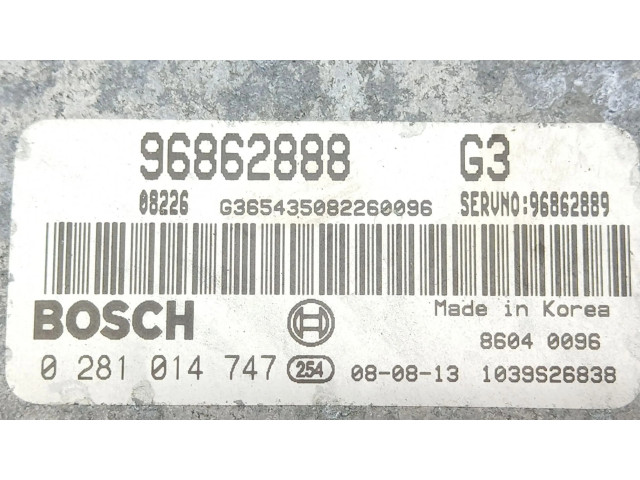 96862888 G3
08226 G365435082260096 SERVNO:96862889
BOSCH
Made in Korea
8604 0096
0 281 014 747 254 08-08-13 1039S26838